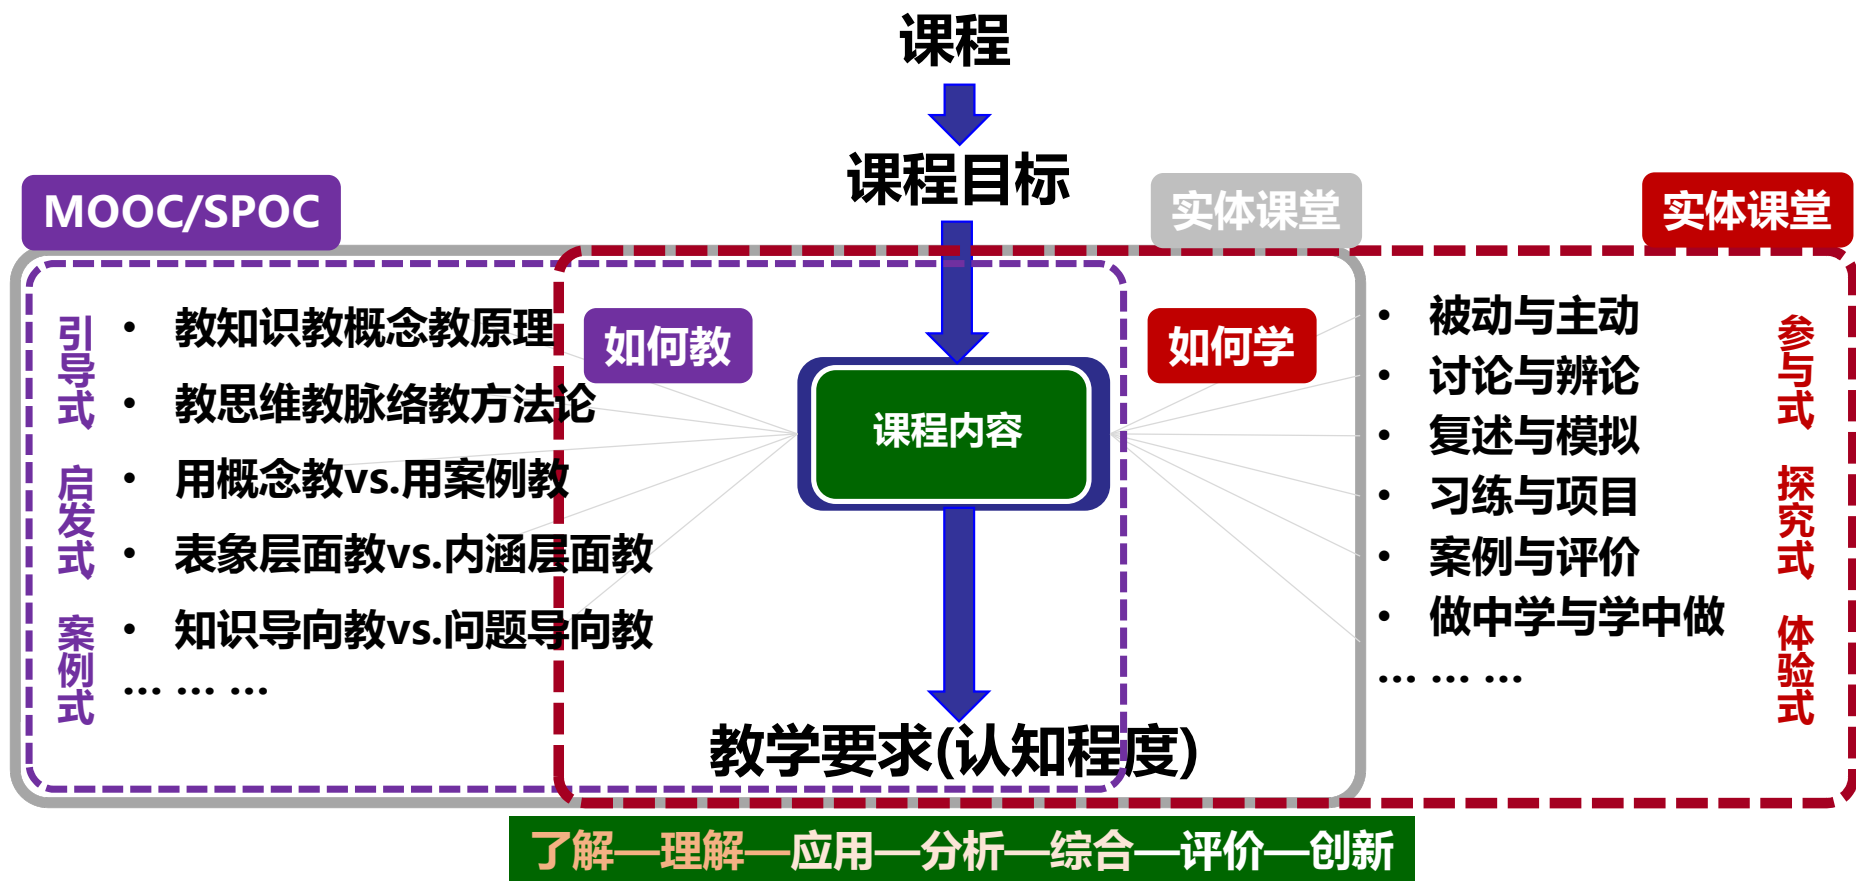 课程
课程目标
MOOC/SPOC
实体课堂
实体课堂
引导式 启发式 案例式
• 教知识教概念教原理
• 教思维教脉络教方法论
• 用概念教vs.用案例教
• 表象层面教vs.内涵层面教
• 知识导向教vs.问题导向教
… … …
如何教
课程内容
如何学
• 被动与主动
• 讨论与辨论
• 复述与模拟
• 习练与项目
• 案例与评价
• 做中学与学中做
… … …
参与式 探究式 体验式
教学要求(认知程度)
了解—理解—应用—分析—综合—评价—创新